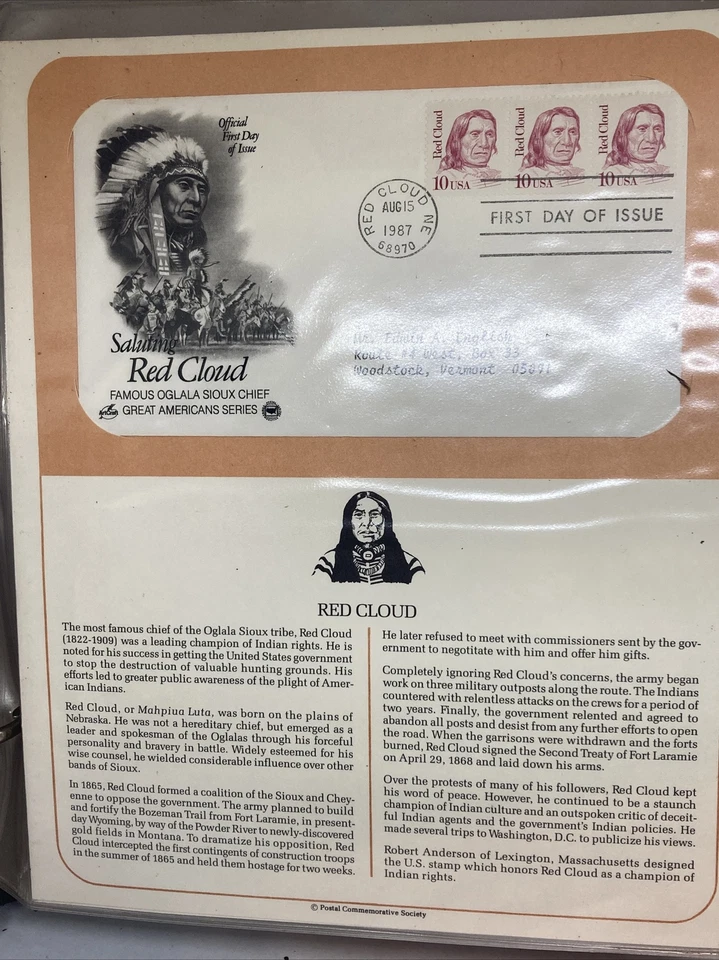 Official
First Day
of Issue
Red Cloud
10 USA
Red Cloud
10 USA
Red Cloud
10 USA
RED CLOUD NE
AUG 15
1987
68970
FIRST DAY OF ISSUE
Mr. Edwin A. English
Route #4 West, Box 33
Woodstock, Vermont 05091
Saluting
Red Cloud
FAMOUS OGLALA SIOUX CHIEF
GREAT AMERICANS SERIES
RED CLOUD
The most famous chief of the Oglala Sioux tribe, Red Cloud
(1822-1909) was a leading champion of Indian rights. He is
noted for his success in getting the United States government
to stop the destruction of valuable hunting grounds. His
efforts led to greater public awareness of the plight of Amer-
ican Indians.
Red Cloud, or Mahpiua Luta, was born on the plains of
Nebraska. He was not a hereditary chief, but emerged as a
leader and spokesman of the Oglalas through his forceful
personality and bravery in battle. Widely esteemed for his
wise counsel, he wielded considerable influence over other
bands of Sioux.
In 1865, Red Cloud formed a coalition of the Sioux and Chey-
enne to oppose the government. The army planned to build
and fortify the Bozeman Trail from Fort Laramie, in present-
day Wyoming, by way of the Powder River to newly-discovered
gold fields in Montana. To dramatize his opposition, Red
Cloud intercepted the first contingents of construction troops
in the summer of 1865 and held them hostage for two weeks.
He later refused to meet with commissioners sent by the gov-
ernment to negotitate with him and offer him gifts.
Completely ignoring Red Cloud's concerns, the army began
work on three military outposts along the route. The Indians
countered with relentless attacks on the crews for a period of
two years. Finally, the government relented and agreed to
abandon all posts and desist from any further efforts to open
the road. When the garrisons were withdrawn and the forts
burned, Red Cloud signed the Second Treaty of Fort Laramie
on April 29, 1868 and laid down his arms.
Over the protests of many of his followers, Red Cloud kept
his word of peace. However, he continued to be a staunch
champion of Indian culture and an outspoken critic of deceit-
ful Indian agents and the government's Indian policies. He
made several trips to Washington, D.C. to publicize his views.
Robert Anderson of Lexington, Massachusetts designed
the U.S. stamp which honors Red Cloud as a champion of
Indian rights.
© Postal Commemorative Society